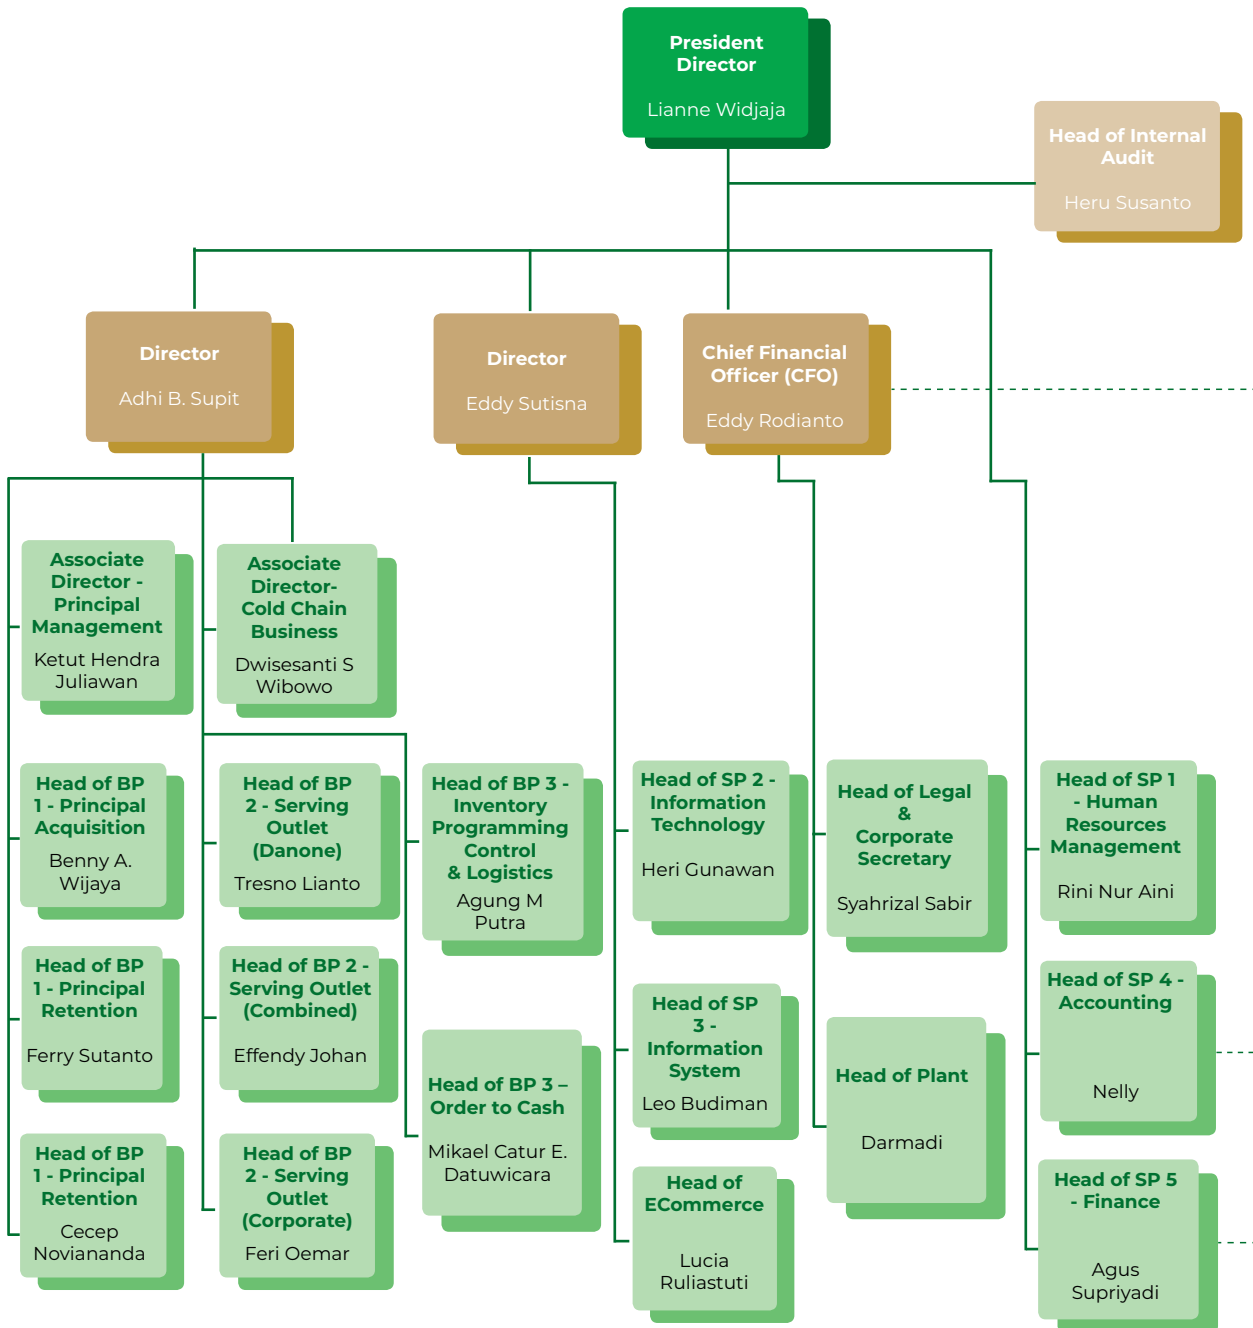 President
Director
Lianne Widjaja
Head of Internal
Audit
Heru Susanto
Director
Adhi B. Supit
Director
Eddy Sutisna
Chief Financial
Officer (CFO)
Eddy Rodianto
Associate
Director -
Principal
Management
Ketut Hendra
Juliawan
Associate
Director-
Cold Chain
Business
Dwisesanti S
Wibowo
Head of BP
1 - Principal
Acquisition
Benny A.
Wijaya
Head of BP
2 - Serving
Outlet
(Danone)
Tresno Lianto
Head of BP 3 -
Inventory
Programming
Control
& Logistics
Agung M
Putra
Head of SP 2 -
Information
Technology
Heri Gunawan
Head of Legal
&
Corporate
Secretary
Syahrizal Sabir
Head of SP 1
- Human
Resources
Management
Rini Nur Aini
Head of BP
1 - Principal
Retention
Ferry Sutanto
Head of BP 2 -
Serving Outlet
(Combined)
Effendy Johan
Head of BP 3 –
Order to Cash
Mikael Catur E.
Datuwicara
Head of SP
3 -
Information
System
Leo Budiman
Head of Plant
Darmadi
Head of SP 4 -
Accounting
Nelly
Head of BP
1 - Principal
Retention
Cecep
Noviananda
Head of BP
2 - Serving
Outlet
(Corporate)
Feri Oemar
Head of
ECommerce
Lucia
Ruliastuti
Head of SP 5
- Finance
Agus
Supriyadi